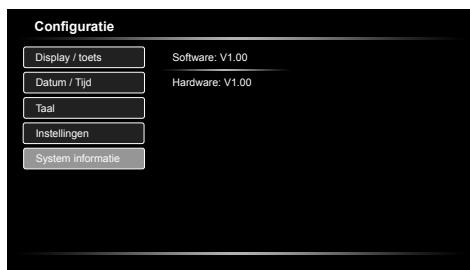 Configuratie
Display / toets
Software: V1.00
Datum / Tijd
Hardware: V1.00
Taal
Instellingen
System informatie